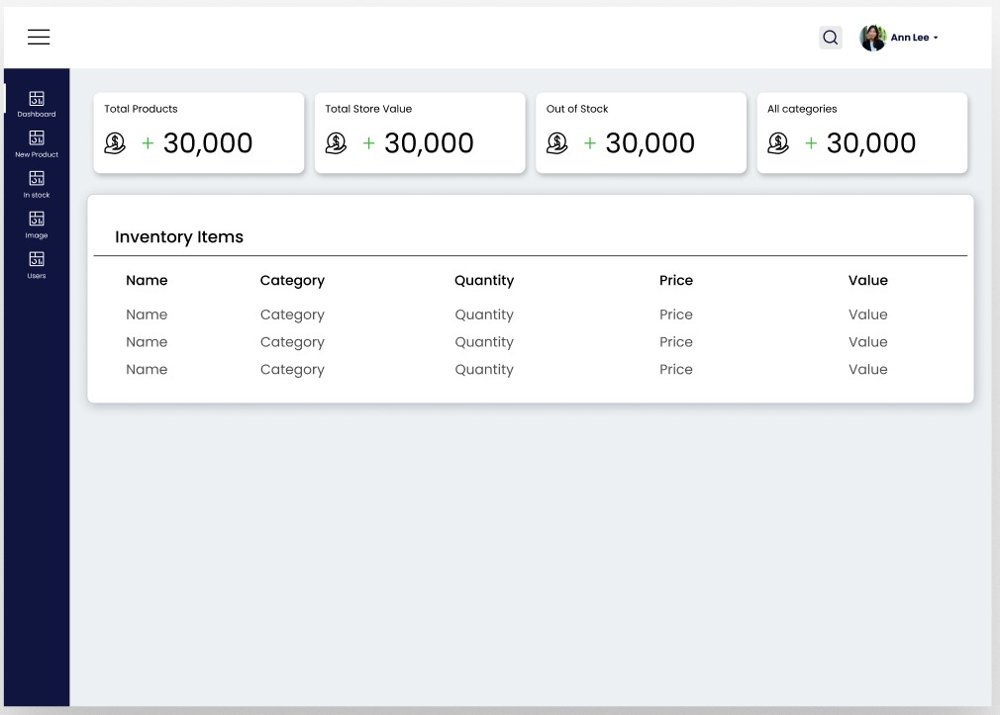 Ann Lee
Dashboard
New Product
In stock
Image
Users
Total Products
+ 30,000
Total Store Value
+ 30,000
Out of Stock
+ 30,000
All categories
+ 30,000
Inventory Items
Name Category Quantity Price Value
Name Category Quantity Price Value
Name Category Quantity Price Value
Name Category Quantity Price Value